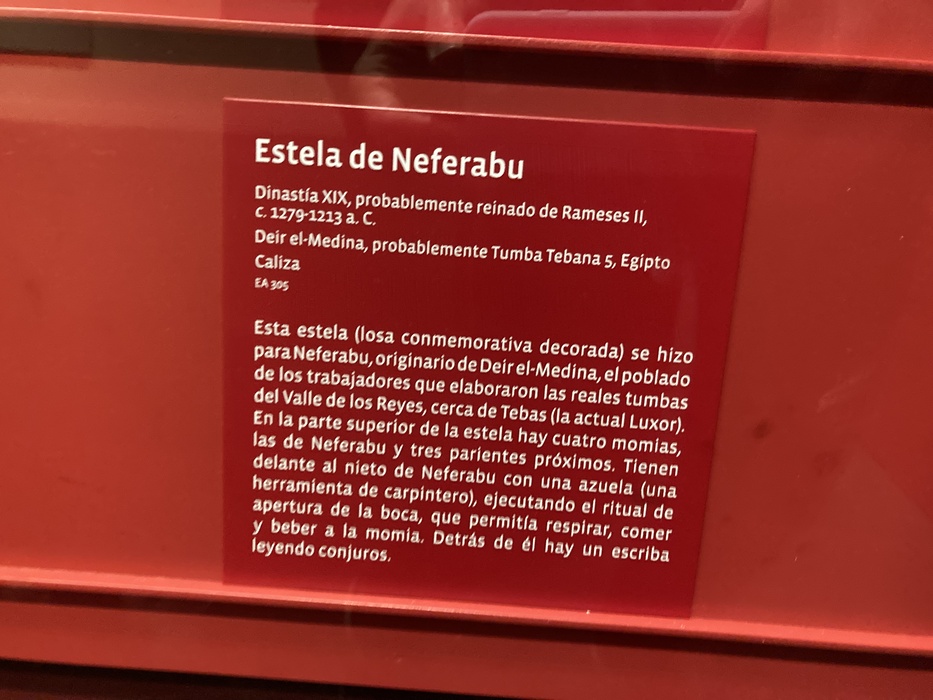 Estela de Neferabu
Dinastía XIX, probablemente reinado de Rameses II,
c. 1279-1213 a. C.
Deir el-Medina, probablemente Tumba Tebana 5, Egipto
Caliza
EA 305
Esta estela (losa conmemorativa decorada) se hizo
para Neferabu, originario de Deir el-Medina, el poblado
de los trabajadores que elaboraron las reales tumbas
del Valle de los Reyes, cerca de Tebas (la actual Luxor).
En la parte superior de la estela hay cuatro momias,
las de Neferabu y tres parientes próximos. Tienen
delante al nieto de Neferabu con una azuela (una
herramienta de carpintero), ejecutando el ritual de
apertura de la boca, que permitía respirar, comer
y beber a la momia. Detrás de él hay un escriba
leyendo conjuros.